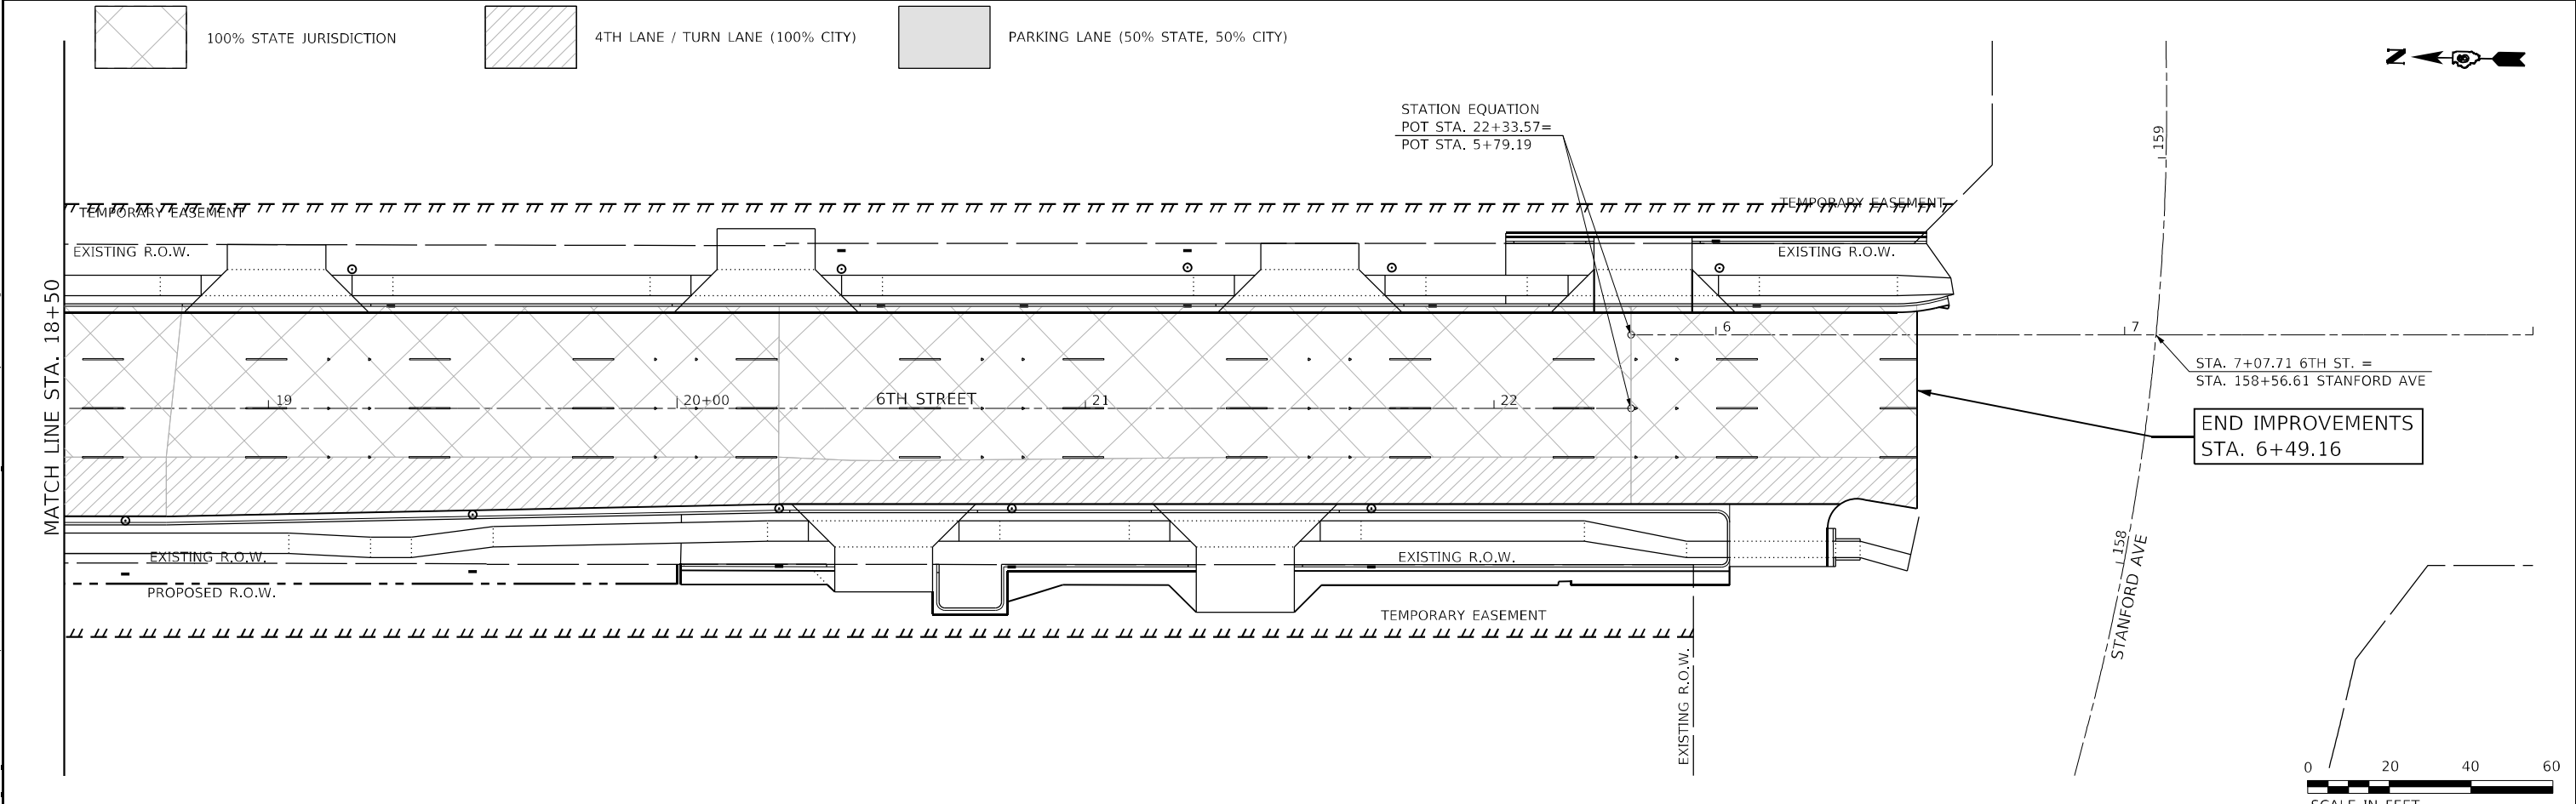 100% STATE JURISDICTION
4TH LANE / TURN LANE (100% CITY)
PARKING LANE (50% STATE, 50% CITY)
N
STATION EQUATION
POT STA. 22+33.57=
POT STA. 5+79.19
159
TEMPORARY EASEMENT
TEMPORARY EASEMENT
EXISTING R.O.W.
EXISTING R.O.W.
MATCH LINE STA. 18+50
6
7
STA. 7+07.71 6TH ST. =
STA. 158+56.61 STANFORD AVE
19
20+00
6TH STREET
21
22
END IMPROVEMENTS
STA. 6+49.16
158
STANFORD AVE
EXISTING R.O.W.
EXISTING R.O.W.
PROPOSED R.O.W.
TEMPORARY EASEMENT
EXISTING R.O.W.
0 20 40 60
SCALE IN FEET